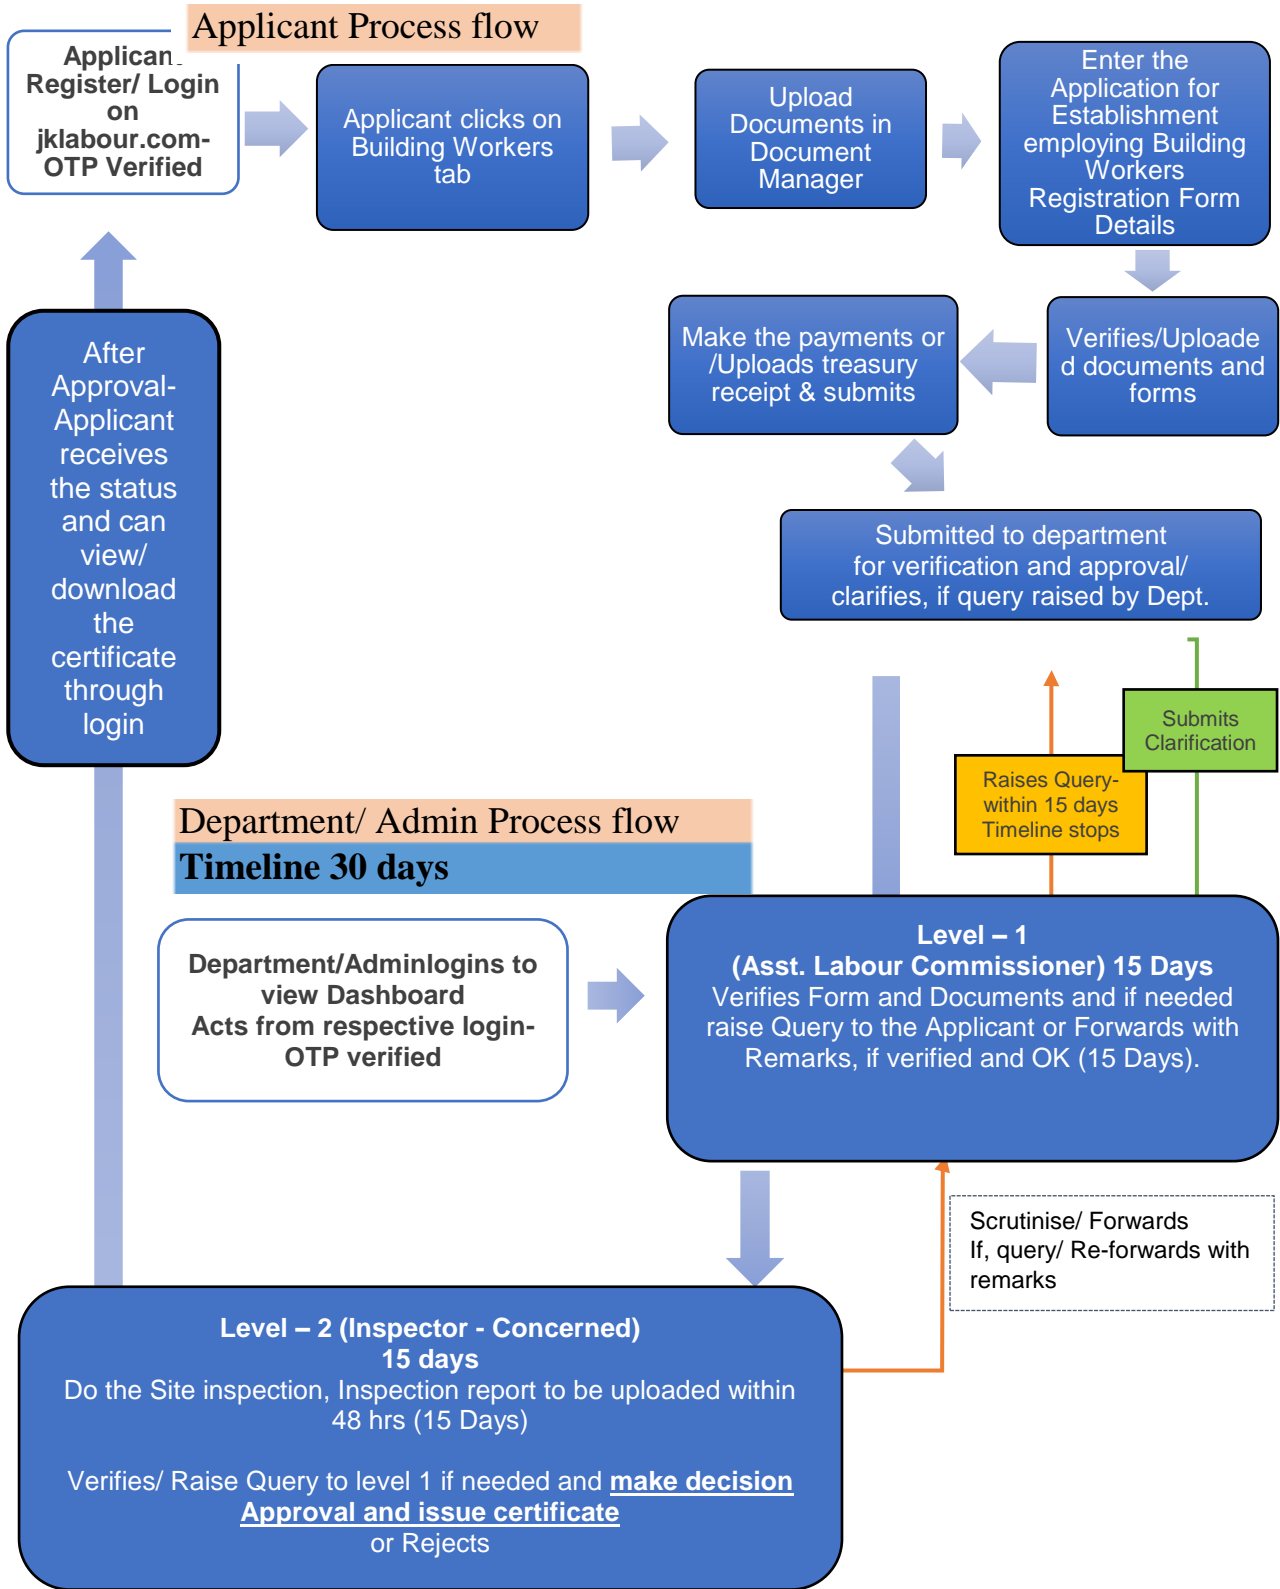 Applicant Process flow
Applicant
Register/ Login
on
jklabour.com-
OTP Verified
Applicant clicks on
Building Workers
tab
Upload
Documents in
Document
Manager
Enter the
Application for
Establishment
employing Building
Workers
Registration Form
Details
Verifies/Uploade
d documents and
forms
Make the payments or
/Uploads treasury
receipt & submits
Submitted to department
for verification and approval/
clarifies, if query raised by Dept.
After
Approval-
Applicant
receives
the status
and can
view/
download
the
certificate
through
login
Submits
Clarification
Raises Query-
within 15 days
Timeline stops
Department/ Admin Process flow
Timeline 30 days
Department/Adminlogins to
view Dashboard
Acts from respective login-
OTP verified
Level – 1
(Asst. Labour Commissioner) 15 Days
Verifies Form and Documents and if needed
raise Query to the Applicant or Forwards with
Remarks, if verified and OK (15 Days).
Scrutinise/ Forwards
If, query/ Re-forwards with
remarks
Level – 2 (Inspector - Concerned)
15 days
Do the Site inspection, Inspection report to be uploaded within
48 hrs (15 Days)
Verifies/ Raise Query to level 1 if needed and make decision
Approval and issue certificate
or Rejects